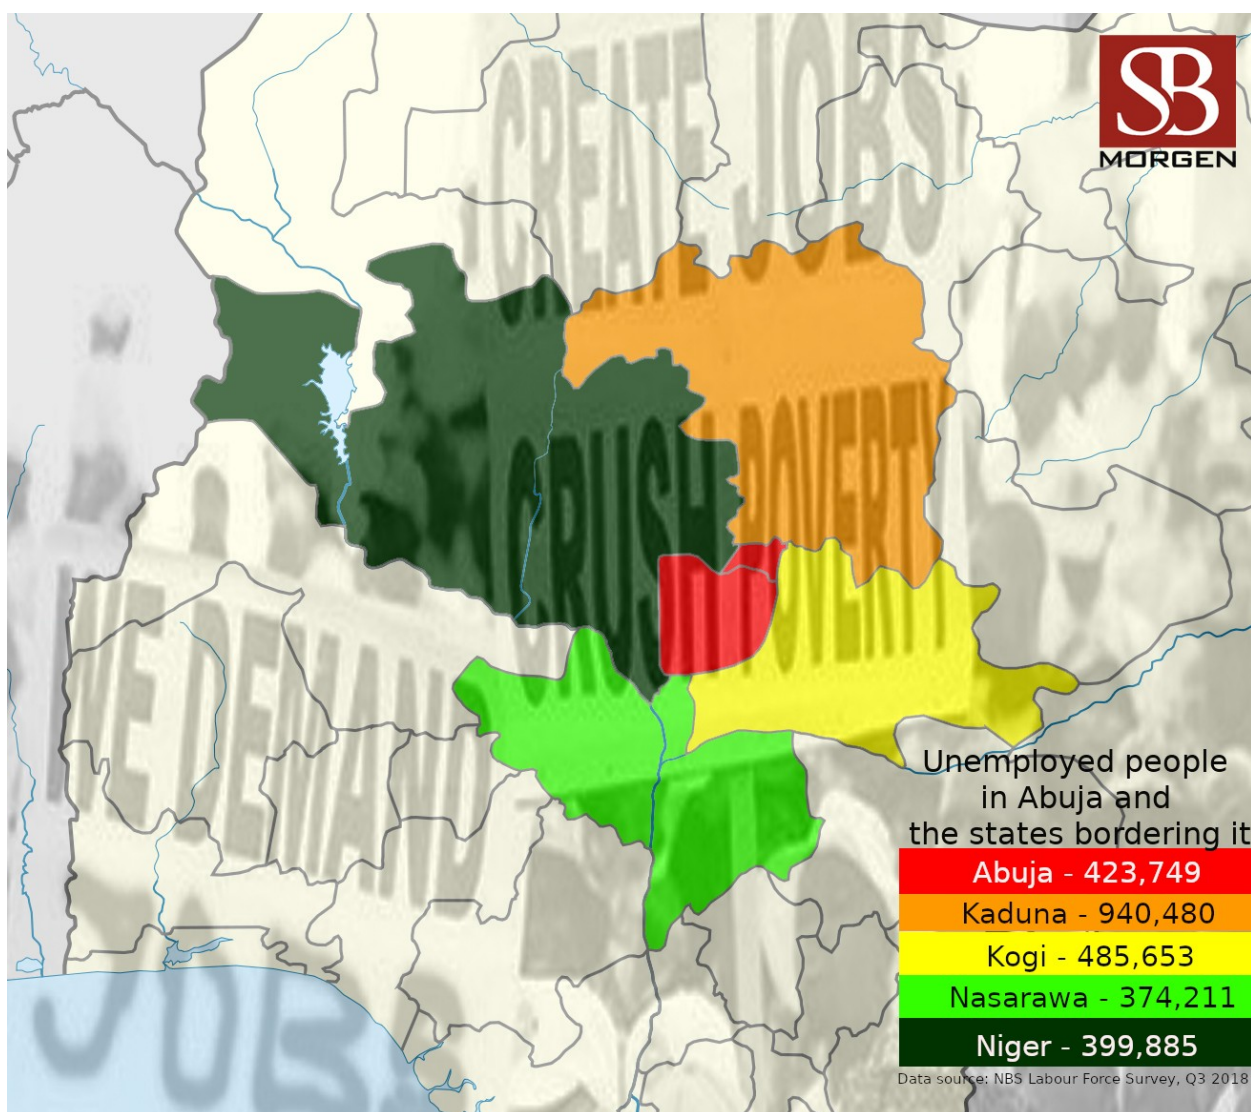 SB
MORGEN
CREATE JOBS
CRUSH POVERTY
WE DEMAND
JOBS
Unemployed people
in Abuja and
the states bordering it
Abuja - 423,749
Kaduna - 940,480
Kogi - 485,653
Nasarawa - 374,211
Niger - 399,885
Data source: NBS Labour Force Survey, Q3 2018